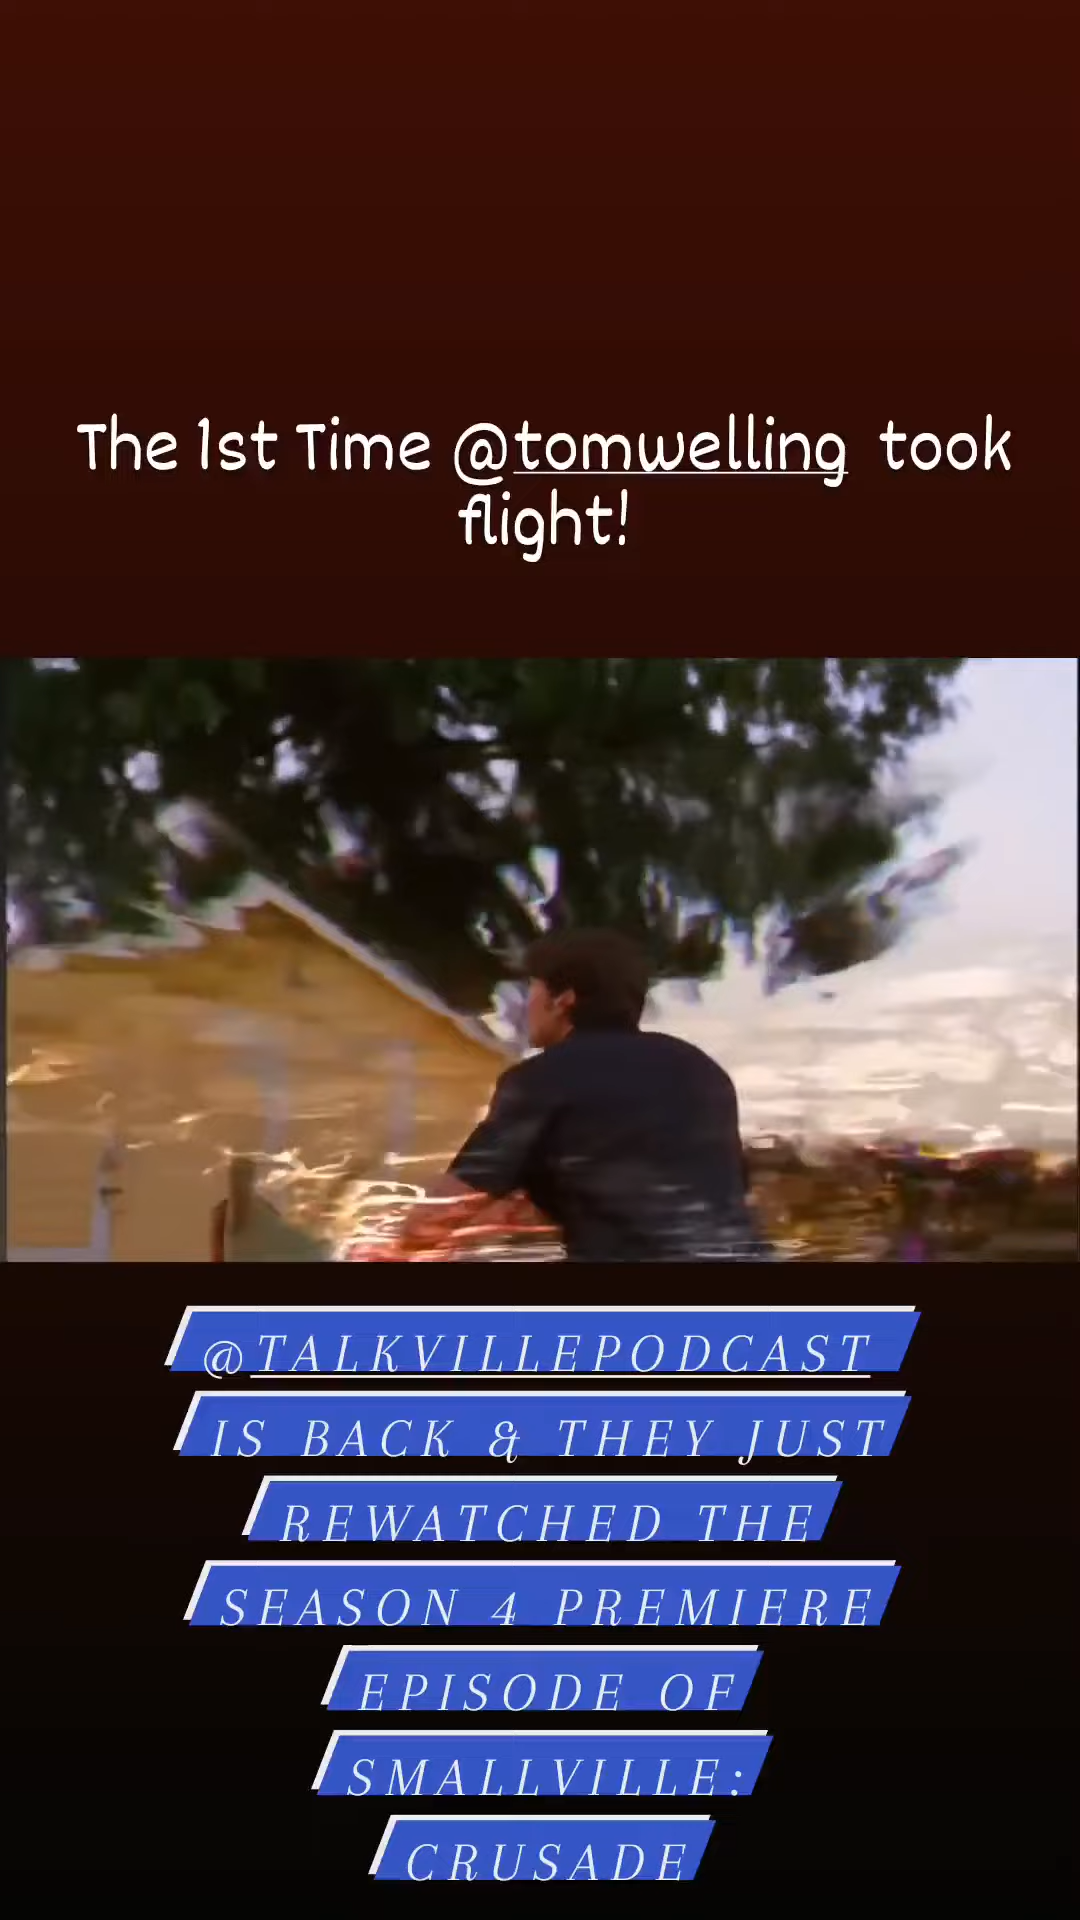 The 1st Time @tomwelling took
flight!
@TALKVILLEPODCAST
IS BACK & THEY JUST
REWATCHED THE
SEASON 4 PREMIERE
EPISODE OF
SMALLVILLE:
CRUSADE